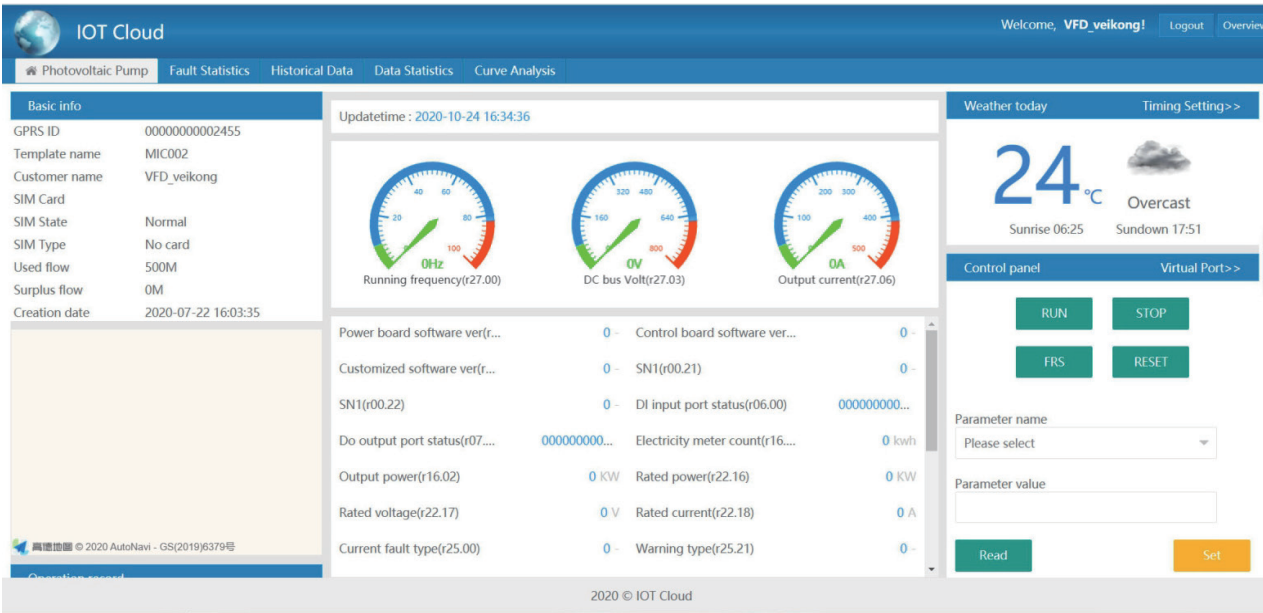 IOT Cloud
Welcome, VFD_veikong!
Logout
Overview
Photovoltaic Pump
Fault Statistics
Historical Data
Data Statistics
Curve Analysis
Basic info
GPRS ID 00000000002455
Template name MIC002
Customer name VFD_veikong
SIM Card
SIM State Normal
SIM Type No card
Used flow 500M
Surplus flow 0M
Creation date 2020-07-22 16:03:35
高德地圖 © 2020 AutoNavi - GS(2019)6379号
Operation record
Updatetime : 2020-10-24 16:34:36
0 20 40 60 80 100
0Hz
Running frequency(r27.00)
0 160 320 480 640 800
0V
DC bus Volt(r27.03)
0 100 200 300 400 500
0A
Output current(r27.06)
Power board software ver(r... 0 - Control board software ver... 0 -
Customized software ver(r... 0 - SN1(r00.21) 0 -
SN1(r00.22) 0 - DI input port status(r06.00) 000000000...
Do output port status(r07.... 000000000... Electricity meter count(r16.... 0 kwh
Output power(r16.02) 0 KW Rated power(r22.16) 0 KW
Rated voltage(r22.17) 0 V Rated current(r22.18) 0 A
Current fault type(r25.00) 0 - Warning type(r25.21) 0 -
Weather today
Timing Setting>>
24 ℃
Overcast
Sunrise 06:25 Sundown 17:51
Control panel
Virtual Port>>
RUN STOP
FRS RESET
Parameter name
Please select
Parameter value
Read Set
2020 © IOT Cloud